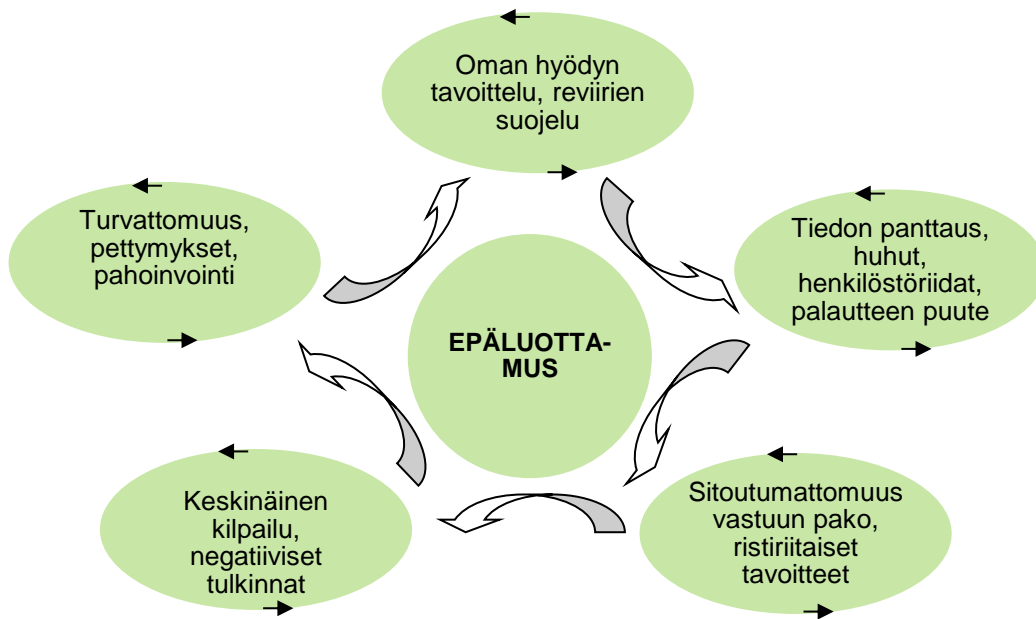 Oman hyödyn
tavoittelu, reviirien
suojelu
Turvattomuus,
pettymykset,
pahoinvointi
Tiedon panttaus,
huhut,
henkilöstöriidat,
palautteen puute
EPÄLUOTTA-
MUS
Keskinäinen
kilpailu,
negatiiviset
tulkinnat
Sitoutumattomuus
vastuun pako,
ristiriitaiset
tavoitteet